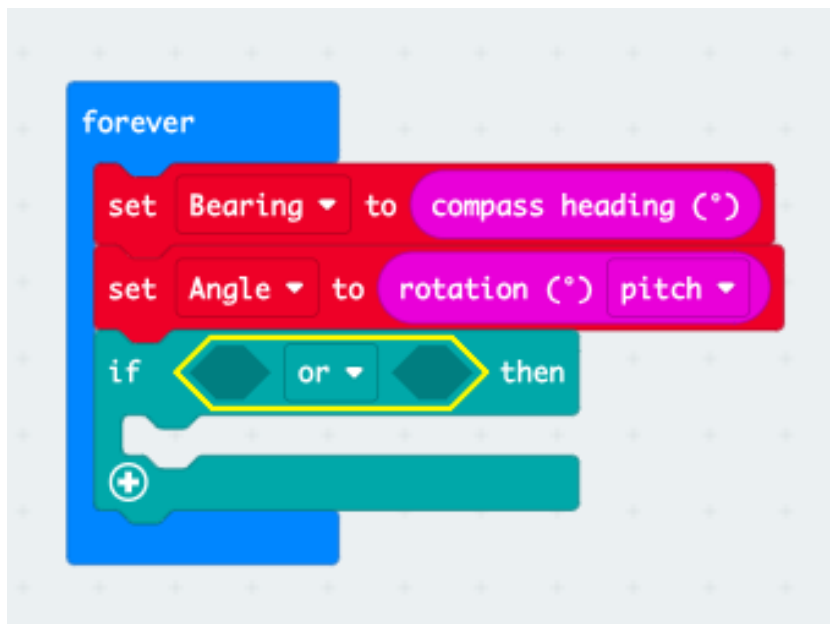 forever
set Bearing to compass heading (°)
set Angle to rotation (°) pitch
if or then